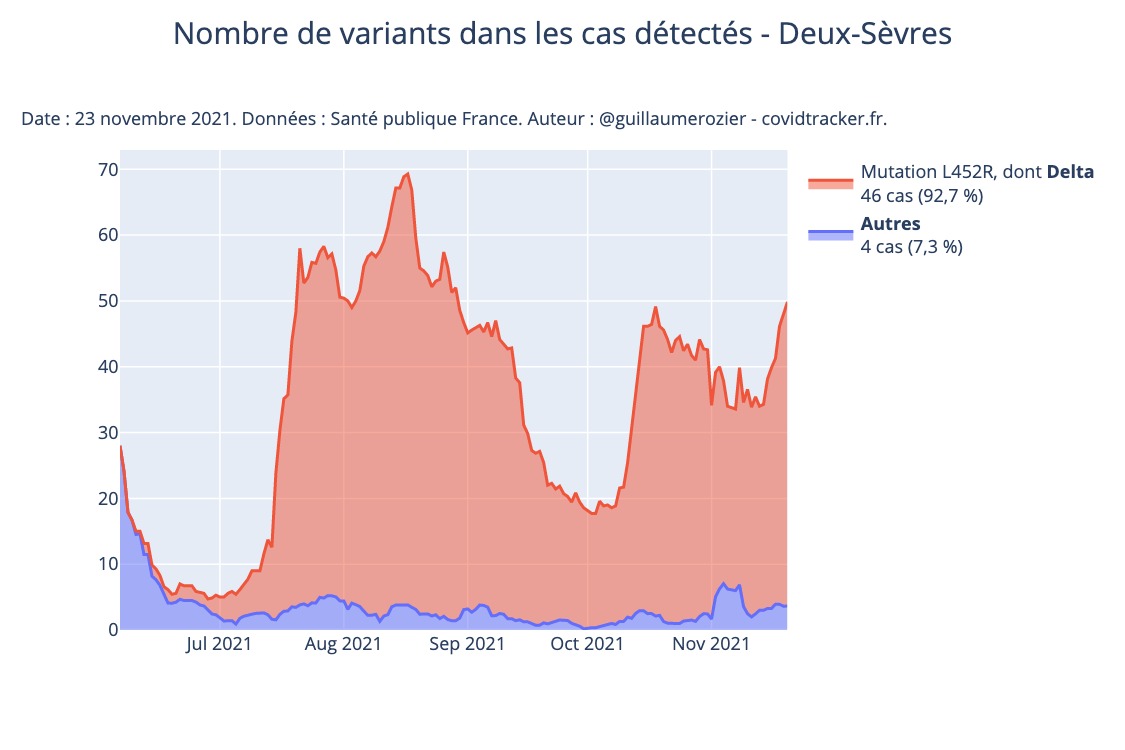 Nombre de variants dans les cas détectés - Deux-Sèvres
Date : 23 novembre 2021. Données : Santé publique France. Auteur : @guillaumerozier - covidtracker.fr.
Mutation L452R, dont Delta
46 cas (92,7 %)
Autres
4 cas (7,3 %)
70
60
50
40
30
20
10
0
Jul 2021
Aug 2021
Sep 2021
Oct 2021
Nov 2021